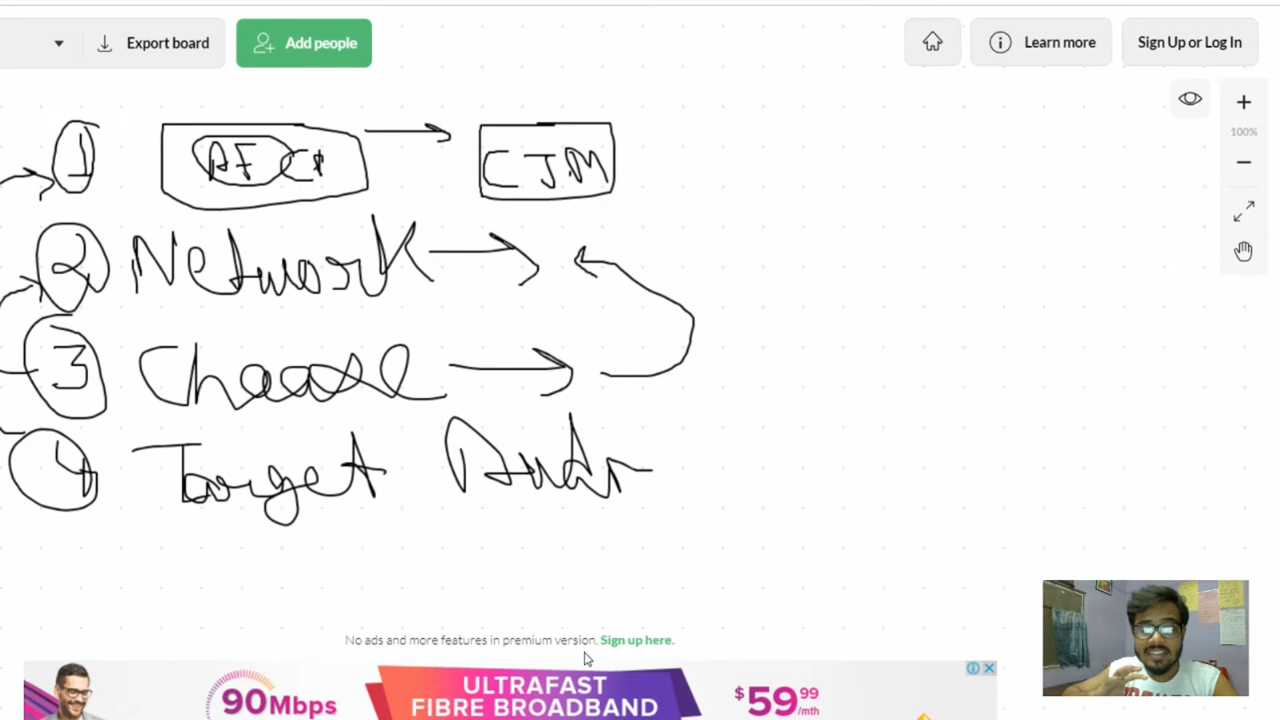 Export board
Add people
Learn more
Sign Up or Log In
100%
1
CJM
2 Network
3 Choose
4 Target
No ads and more features in premium version. Sign up here.
90Mbps
ULTRAFAST
FIBRE BROADBAND
$59.99
/mth